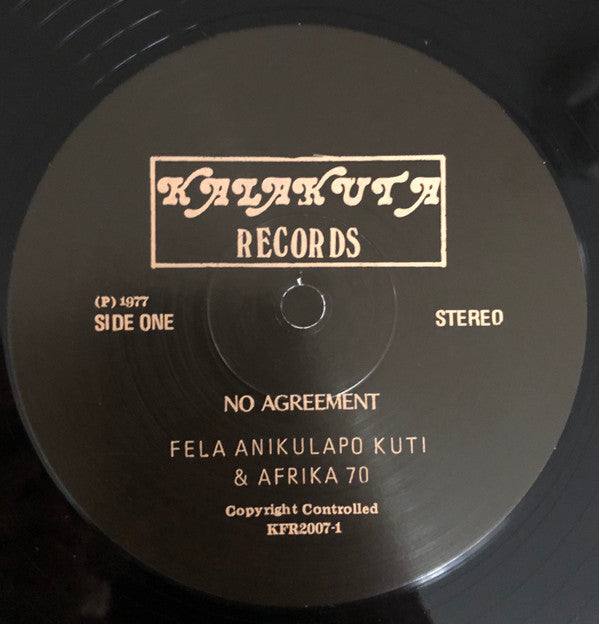 KALAKUTA
RECORDS
(P) 1977
SIDE ONE
STEREO
NO AGREEMENT
FELA ANIKULAPO KUTI
& AFRIKA 70
Copyright Controlled
KFR2007-1